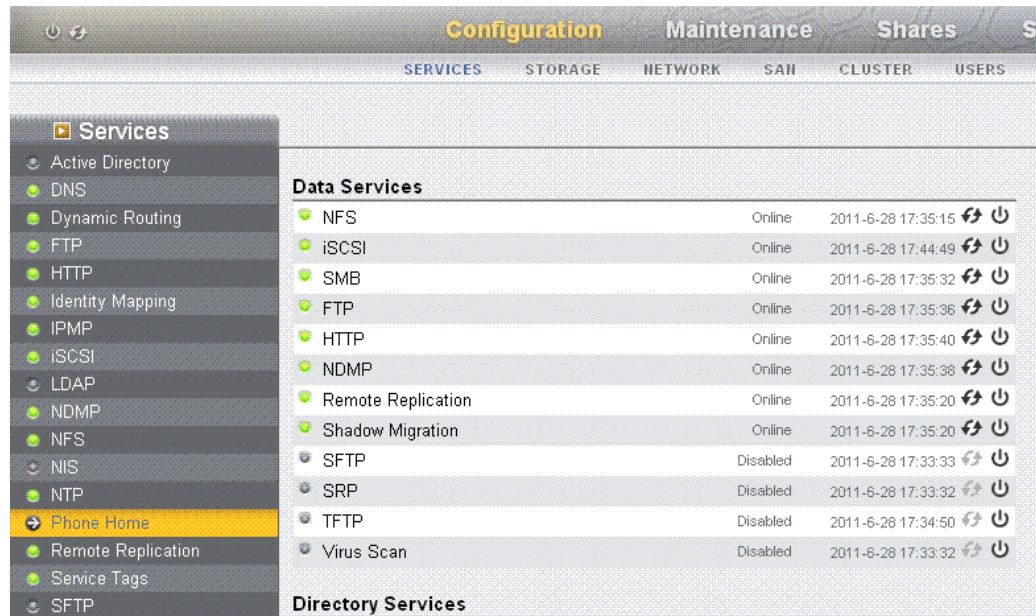 Configuration Maintenance Shares S
SERVICES STORAGE NETWORK SAN CLUSTER USERS
Services
Active Directory
DNS
Dynamic Routing
FTP
HTTP
Identity Mapping
IPMP
iSCSI
LDAP
NDMP
NFS
NIS
NTP
Phone Home
Remote Replication
Service Tags
SFTP
Data Services
NFS Online 2011-6-28 17:35:15
iSCSI Online 2011-6-28 17:44:49
SMB Online 2011-6-28 17:35:32
FTP Online 2011-6-28 17:35:36
HTTP Online 2011-6-28 17:35:40
NDMP Online 2011-6-28 17:35:38
Remote Replication Online 2011-6-28 17:35:20
Shadow Migration Online 2011-6-28 17:35:20
SFTP Disabled 2011-6-28 17:33:33
SRP Disabled 2011-6-28 17:33:32
TFTP Disabled 2011-6-28 17:34:50
Virus Scan Disabled 2011-6-28 17:33:32
Directory Services